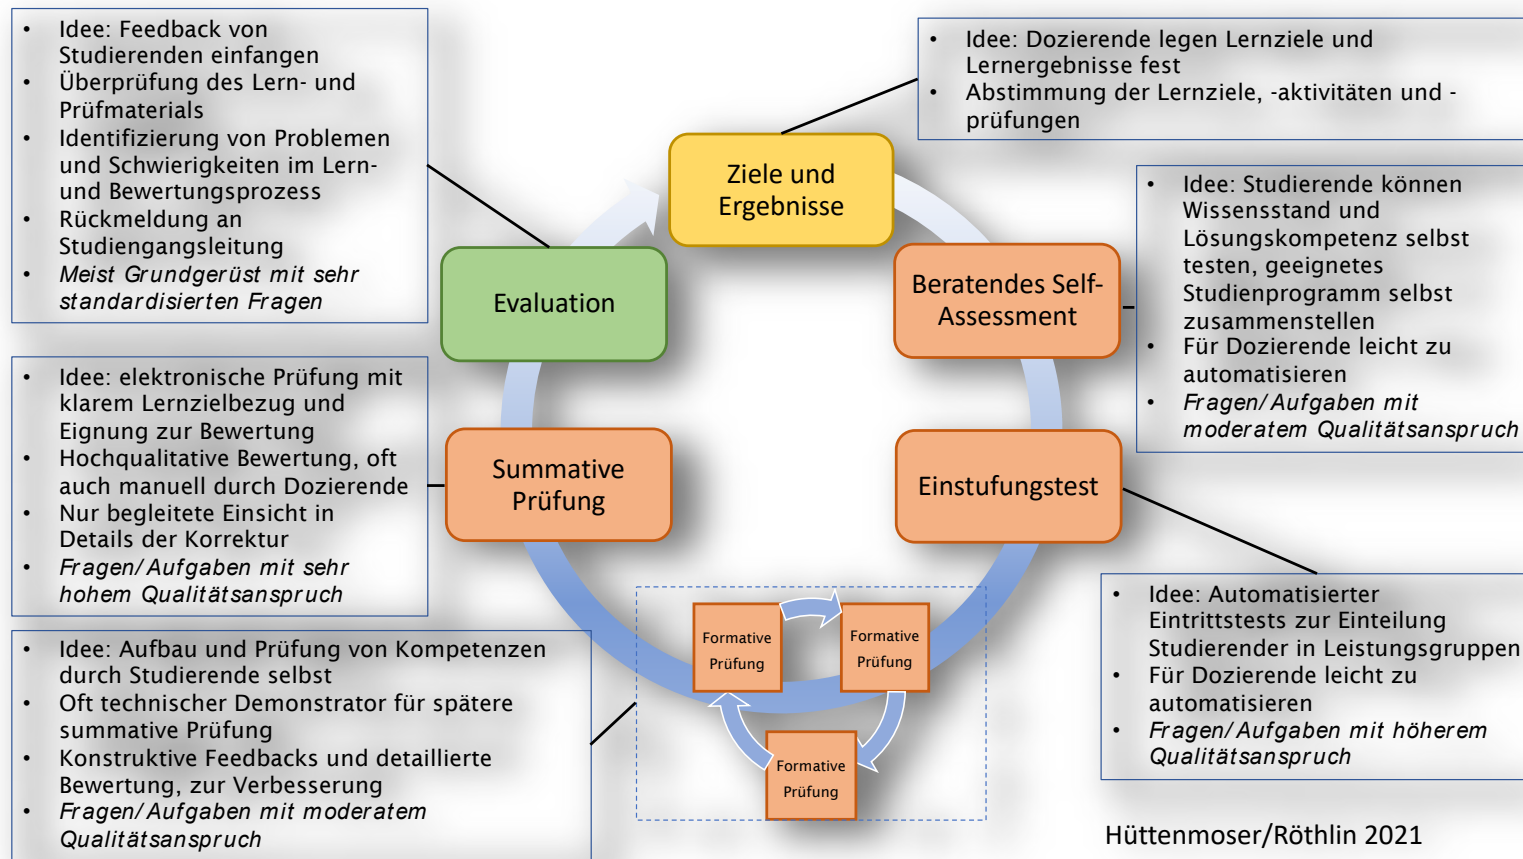 • Idee: Feedback von
Studierenden einfangen
• Überprüfung des Lern- und
Prüfmaterials
• Identifizierung von Problemen
und Schwierigkeiten im Lern-
und Bewertungsprozess
• Rückmeldung an
Studiengangsleitung
• Meist Grundgerüst mit sehr
standardisierten Fragen
• Idee: Dozierende legen Lernziele und
Lernergebnisse fest
• Abstimmung der Lernziele, -aktivitäten und -
prüfungen
Ziele und
Ergebnisse
• Idee: Studierende können
Wissensstand und
Lösungskompetenz selbst
testen, geeignetes
Studienprogramm selbst
zusammenstellen
• Für Dozierende leicht zu
automatisieren
• Fragen/Aufgaben mit
moderatem Qualitätsanspruch
Evaluation
Beratendes Self-
Assessment
• Idee: elektronische Prüfung mit
klarem Lernzielbezug und
Eignung zur Bewertung
• Hochqualitative Bewertung, oft
auch manuell durch Dozierende
• Nur begleitete Einsicht in
Details der Korrektur
• Fragen/Aufgaben mit sehr
hohem Qualitätsanspruch
Summative
Prüfung
Einstufungstest
• Idee: Automatisierter
Eintrittstests zur Einteilung
Studierender in Leistungsgruppen
• Für Dozierende leicht zu
automatisieren
• Fragen/Aufgaben mit höherem
Qualitätsanspruch
• Idee: Aufbau und Prüfung von Kompetenzen
durch Studierende selbst
• Oft technischer Demonstrator für spätere
summative Prüfung
• Konstruktive Feedbacks und detaillierte
Bewertung, zur Verbesserung
• Fragen/Aufgaben mit moderatem
Qualitätsanspruch
Formative
Prüfung
Formative
Prüfung
Formative
Prüfung
Hüttenmoser/Röthlin 2021